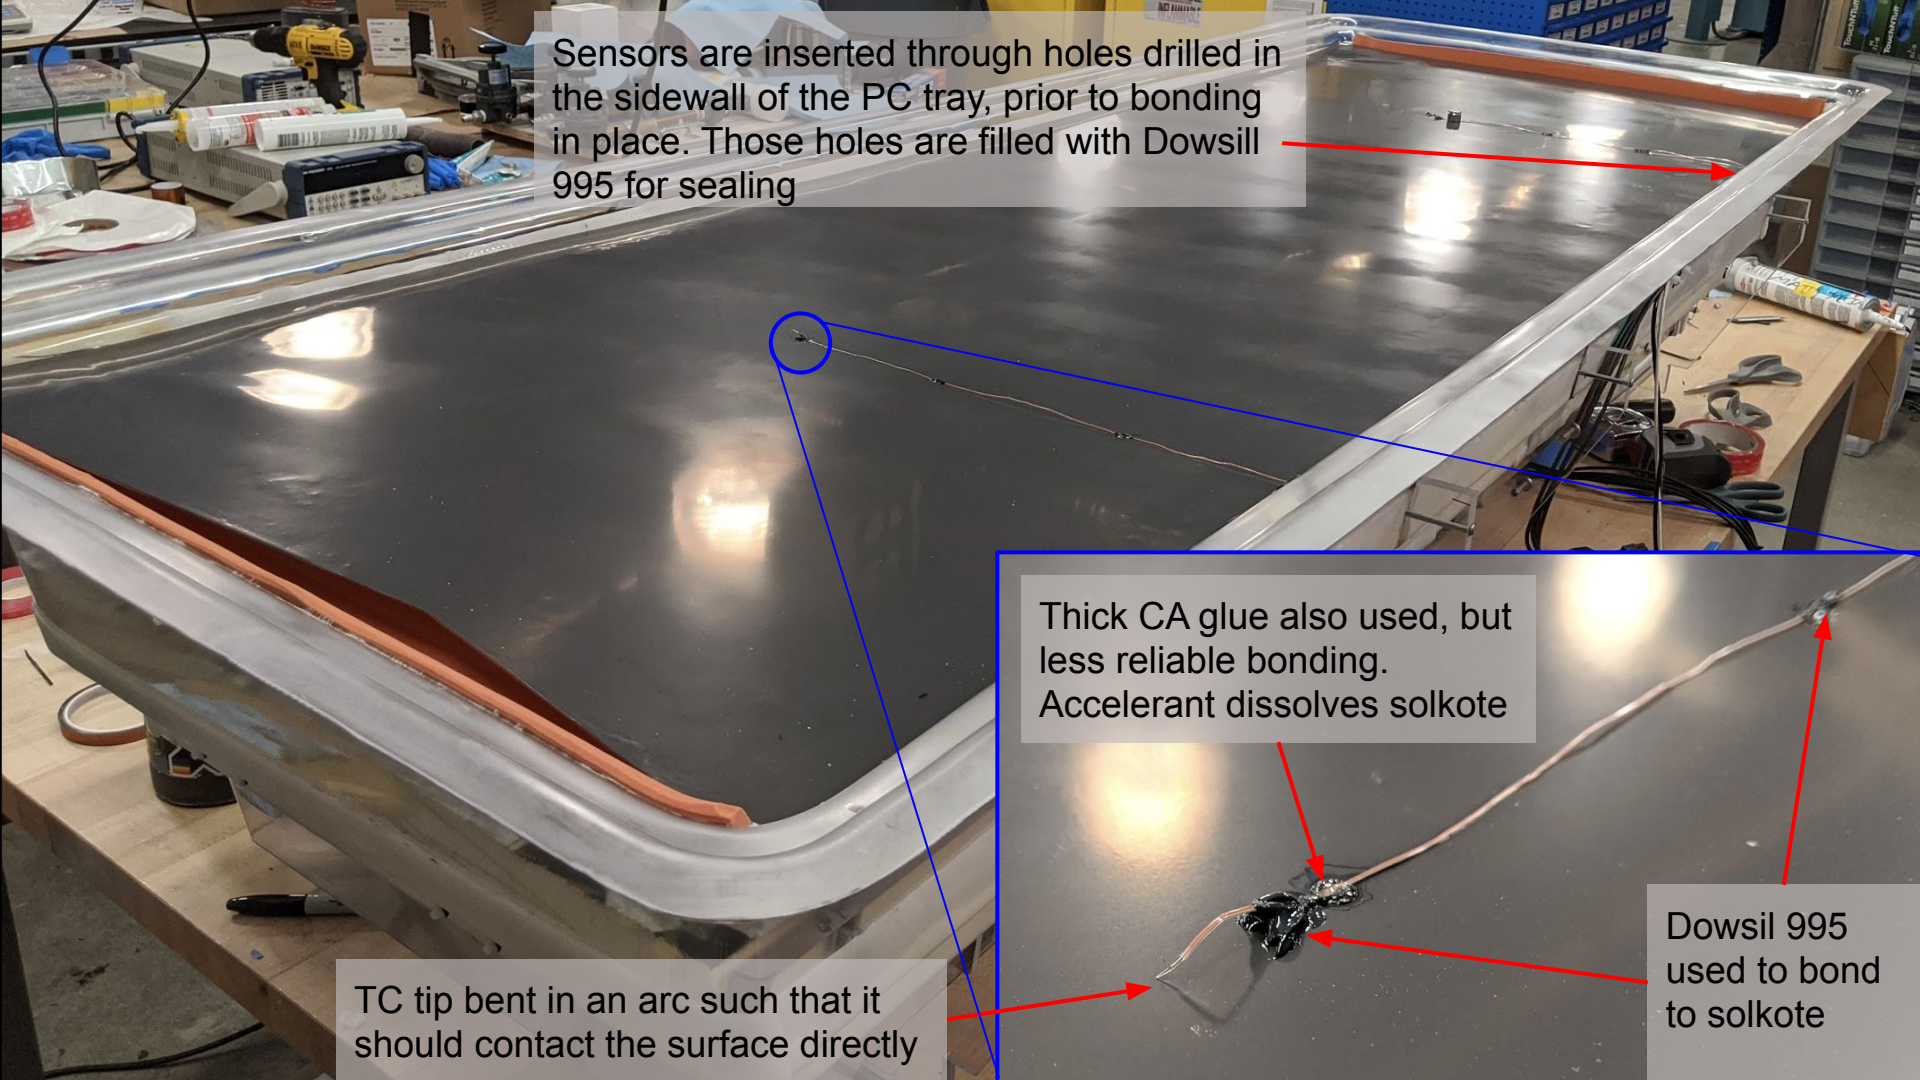 INFLAMMABLE
TouchNTuff
TouchNTuff
Sensors are inserted through holes drilled in
the sidewall of the PC tray, prior to bonding
in place. Those holes are filled with Dowsill
995 for sealing
Thick CA glue also used, but
less reliable bonding.
Accelerant dissolves solkote
Dowsil 995
used to bond
to solkote
TC tip bent in an arc such that it
should contact the surface directly